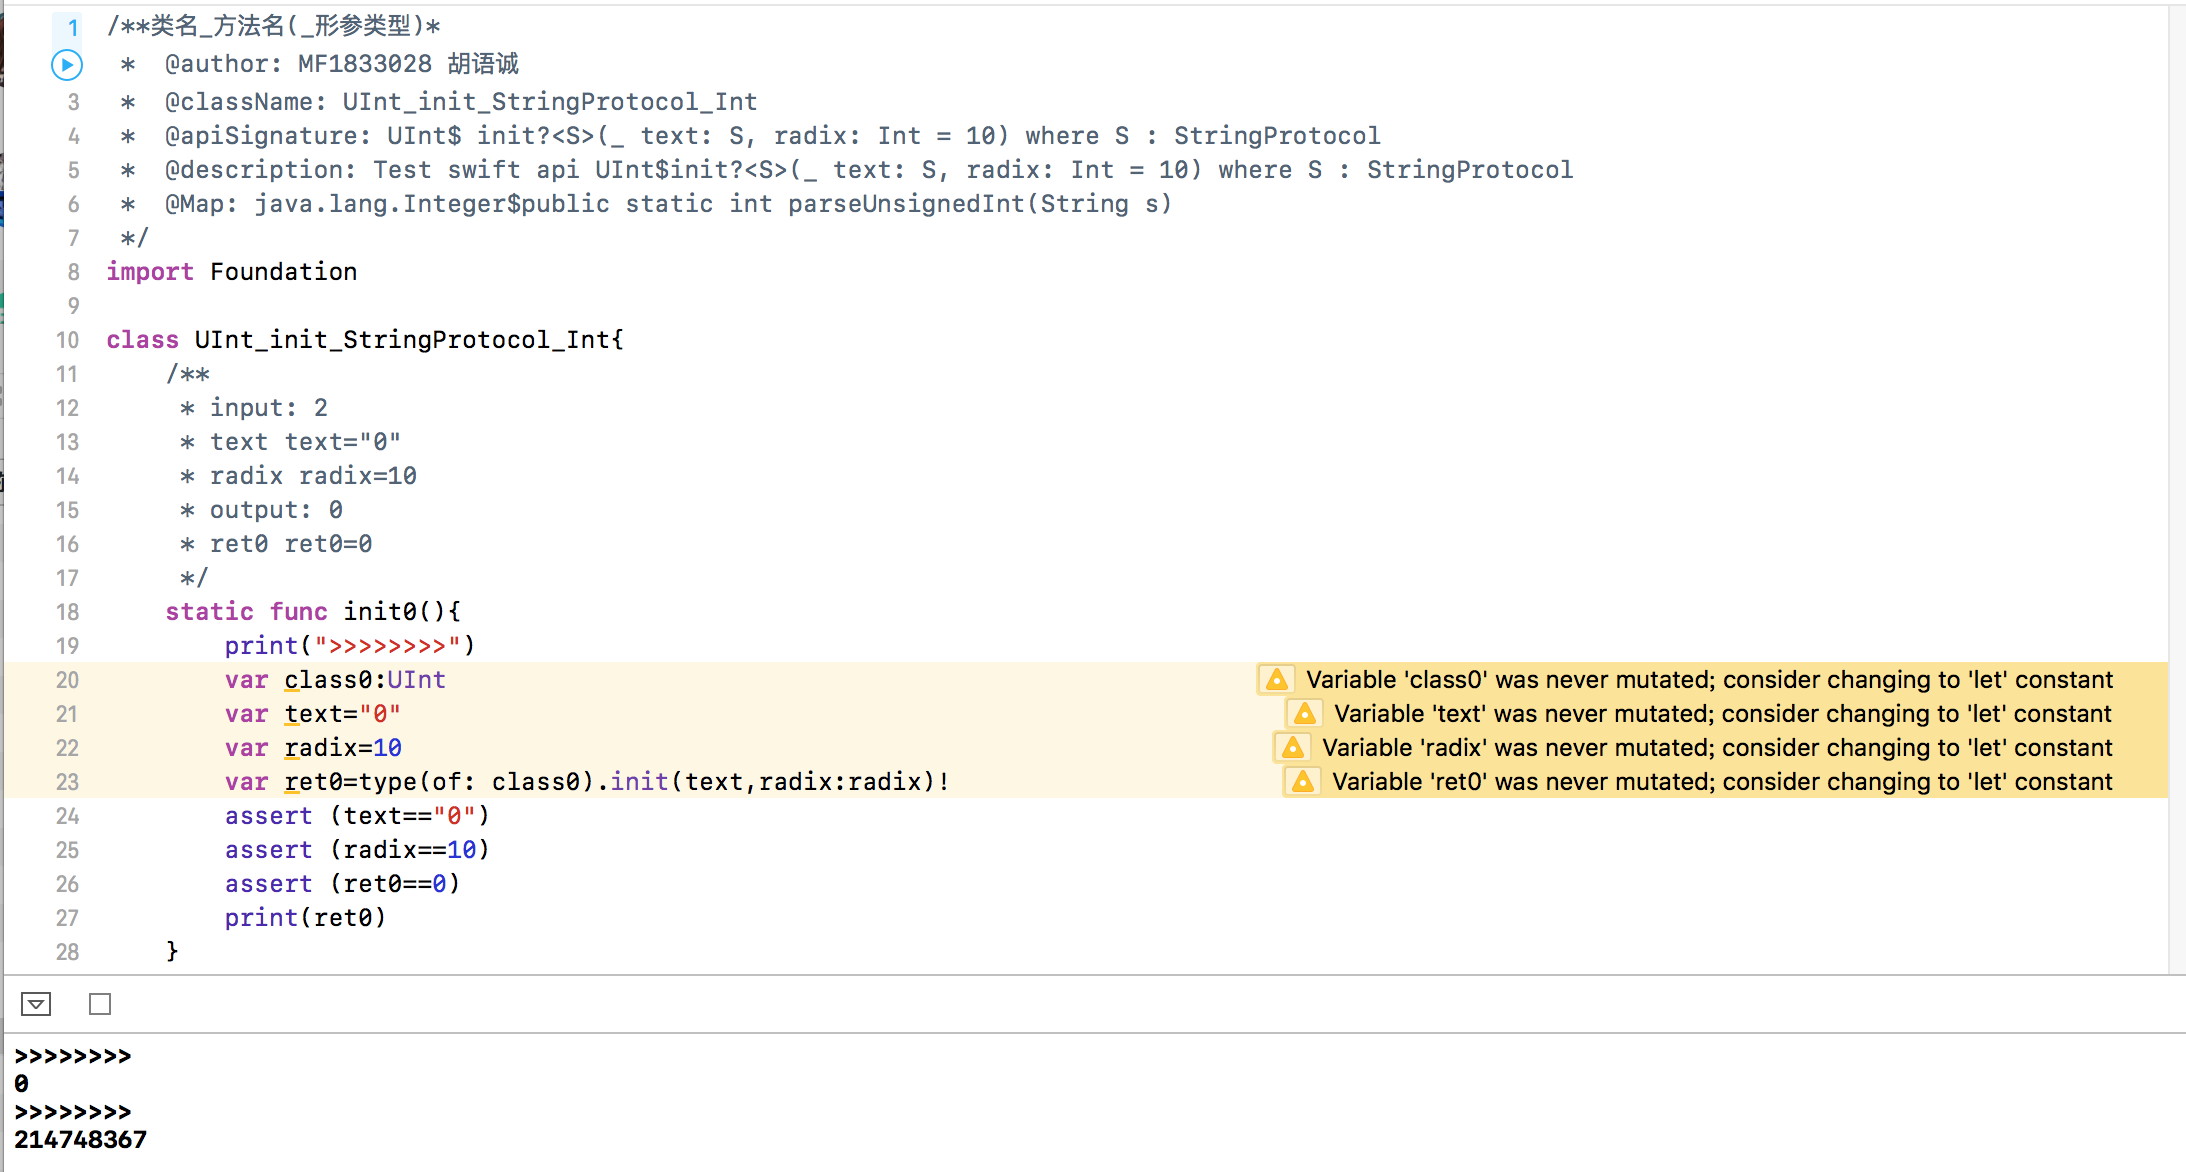 1 /**类名_方法名(_形参类型)*
 *  @author: MF1833028 胡语诚
3  *  @className: UInt_init_StringProtocol_Int
4  *  @apiSignature: UInt$ init?<S>(_ text: S, radix: Int = 10) where S : StringProtocol
5  *  @description: Test swift api UInt$init?<S>(_ text: S, radix: Int = 10) where S : StringProtocol
6  *  @Map: java.lang.Integer$public static int parseUnsignedInt(String s)
7  */
8 import Foundation
9
10 class UInt_init_StringProtocol_Int{
11     /**
12      * input: 2
13      * text text="0"
14      * radix radix=10
15      * output: 0
16      * ret0 ret0=0
17      */
18     static func init0(){
19         print(">>>>>>>>")
20         var class0:UInt Variable 'class0' was never mutated; consider changing to 'let' constant
21         var text="0" Variable 'text' was never mutated; consider changing to 'let' constant
22         var radix=10 Variable 'radix' was never mutated; consider changing to 'let' constant
23         var ret0=type(of: class0).init(text,radix:radix)! Variable 'ret0' was never mutated; consider changing to 'let' constant
24         assert (text=="0")
25         assert (radix==10)
26         assert (ret0==0)
27         print(ret0)
28     }
>>>>>>>>
0
>>>>>>>>
214748367